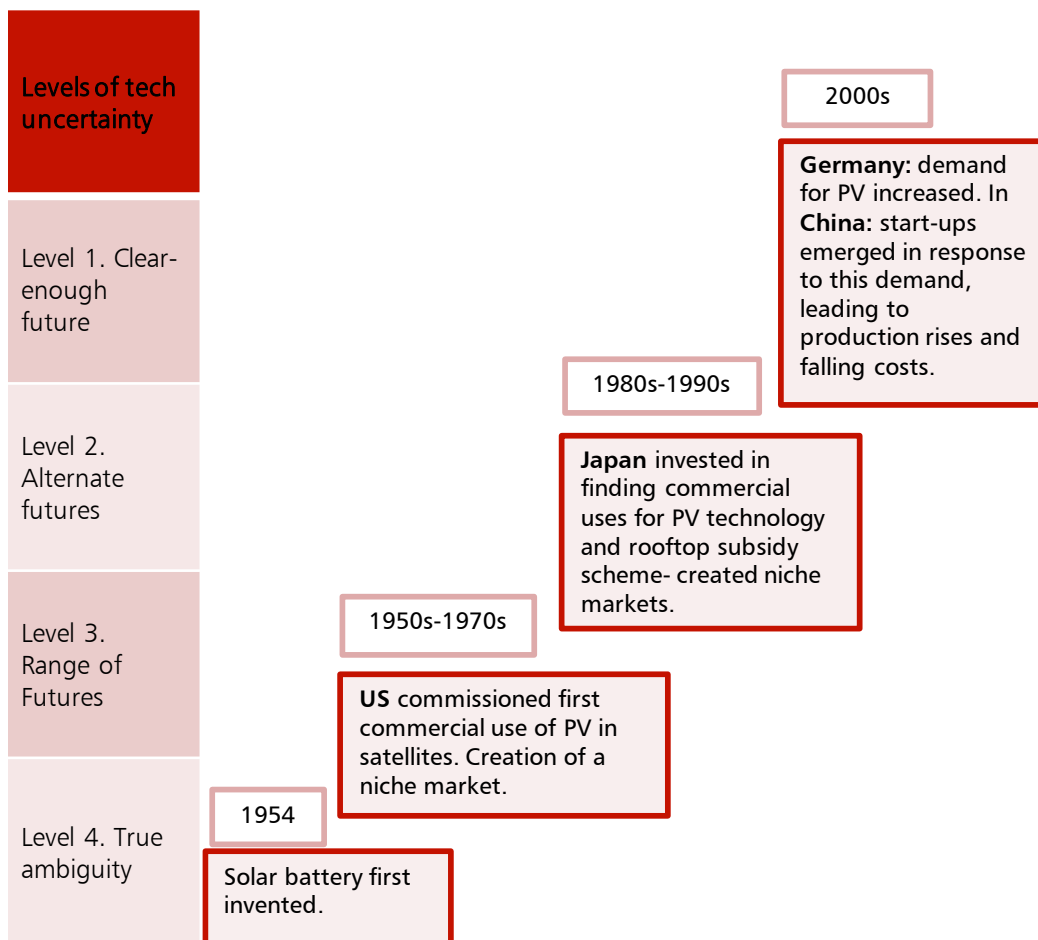 Levels of tech
uncertainty
Level 1. Clear-
enough
future
Level 2.
Alternate
futures
Level 3.
Range of
Futures
Level 4. True
ambiguity
2000s
Germany: demand
for PV increased. In
China: start-ups
emerged in response
to this demand,
leading to
production rises and
falling costs.
1980s-1990s
Japan invested in
finding commercial
uses for PV technology
and rooftop subsidy
scheme- created niche
markets.
1950s-1970s
US commissioned first
commercial use of PV in
satellites. Creation of a
niche market.
1954
Solar battery first
invented.